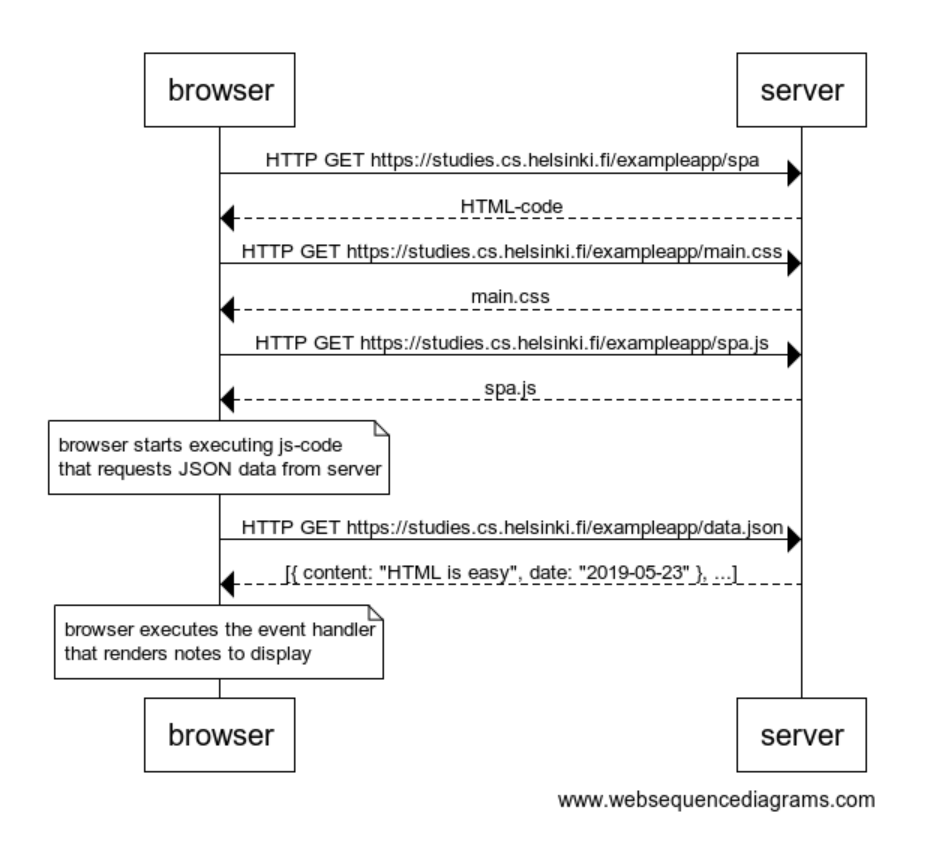 browser
server
HTTP GET https://studies.cs.helsinki.fi/exampleapp/spa
HTML-code
HTTP GET https://studies.cs.helsinki.fi/exampleapp/main.css
main.css
HTTP GET https://studies.cs.helsinki.fi/exampleapp/spa.js
spa.js
browser starts executing js-code
that requests JSON data from server
HTTP GET https://studies.cs.helsinki.fi/exampleapp/data.json
[{ content: "HTML is easy", date: "2019-05-23" }, ...]
browser executes the event handler
that renders notes to display
browser
server
www.websequencediagrams.com